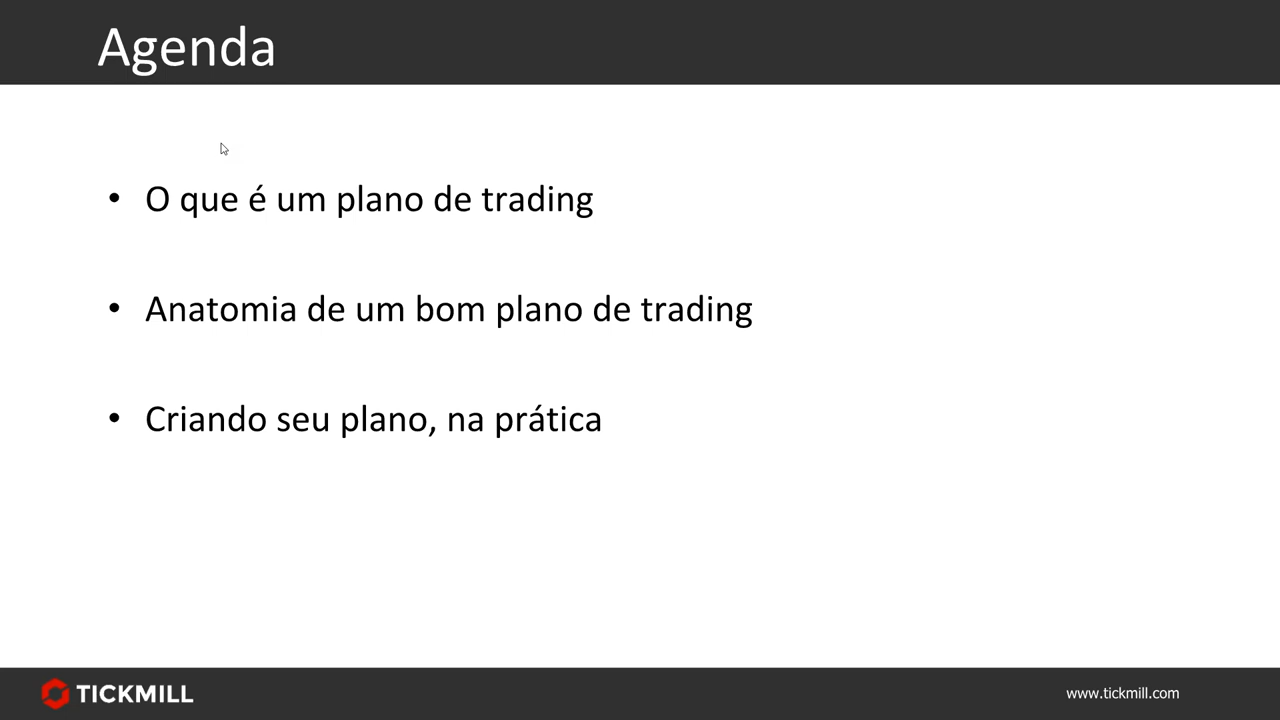 Agenda
• O que é um plano de trading
• Anatomia de um bom plano de trading
• Criando seu plano, na prática
TICKMILL
www.tickmill.com